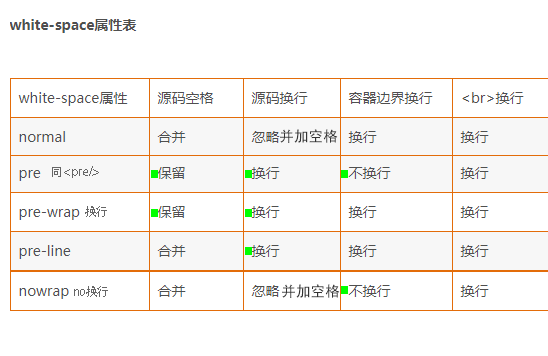 white-space属性表
white-space属性 源码空格 源码换行 容器边界换行 <br>换行
normal 合并 忽略并加空格 换行 换行
pre 同<pre/> 保留 换行 不换行 换行
pre-wrap 换行 保留 换行 换行 换行
pre-line 合并 换行 换行 换行
nowrap no换行 合并 忽略并加空格 不换行 换行